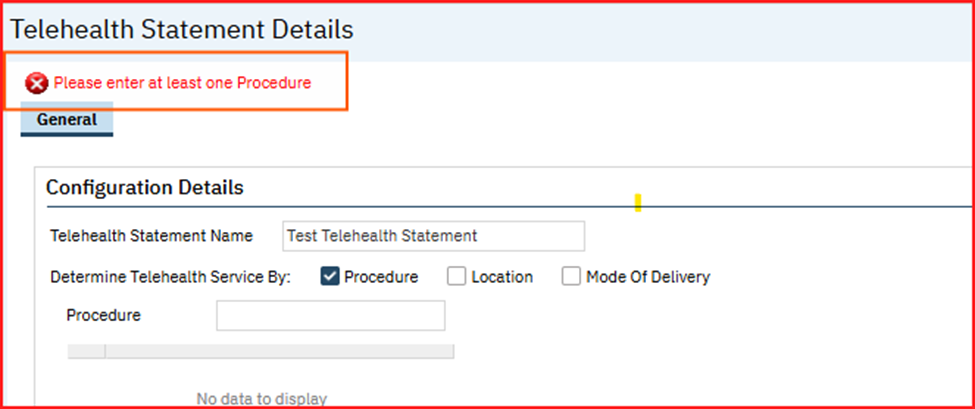 Telehealth Statement Details
Please enter at least one Procedure
General
Configuration Details
Telehealth Statement Name Test Telehealth Statement
Determine Telehealth Service By: Procedure Location Mode Of Delivery
Procedure
No data to display